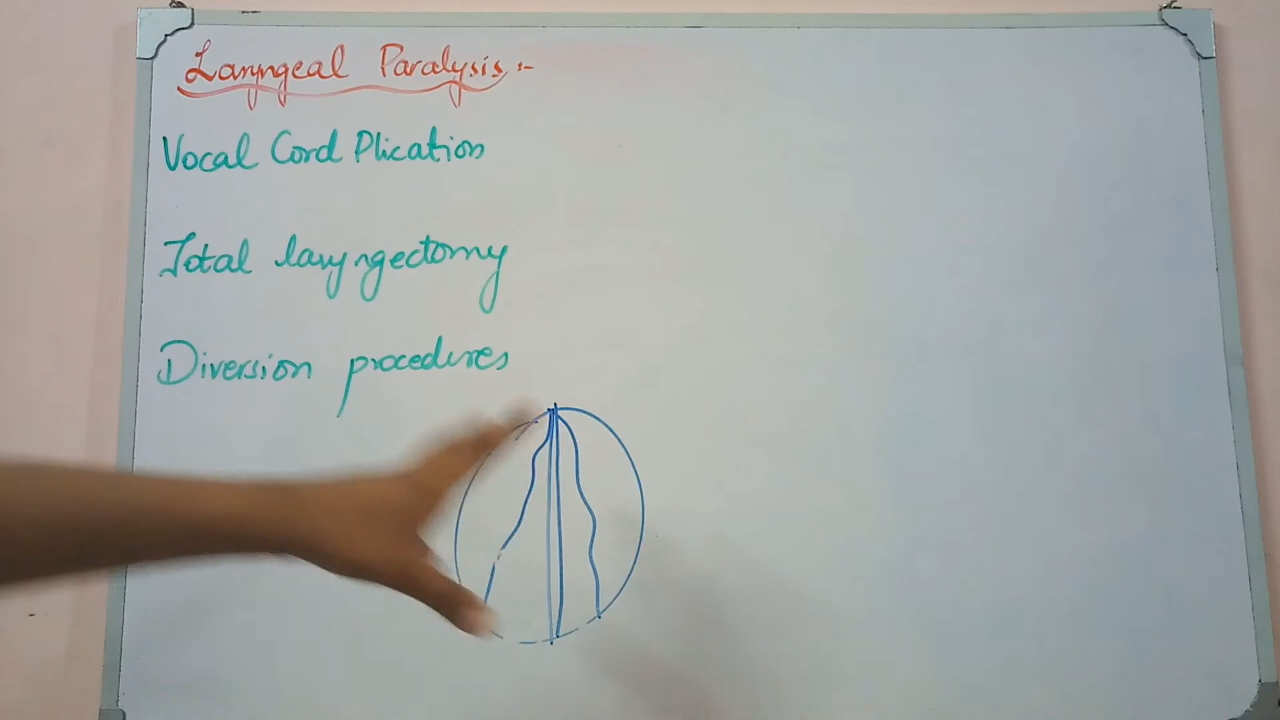 Laryngeal Paralysis :-
Vocal Cord Plication
Total laryngectomy
Diversion procedures